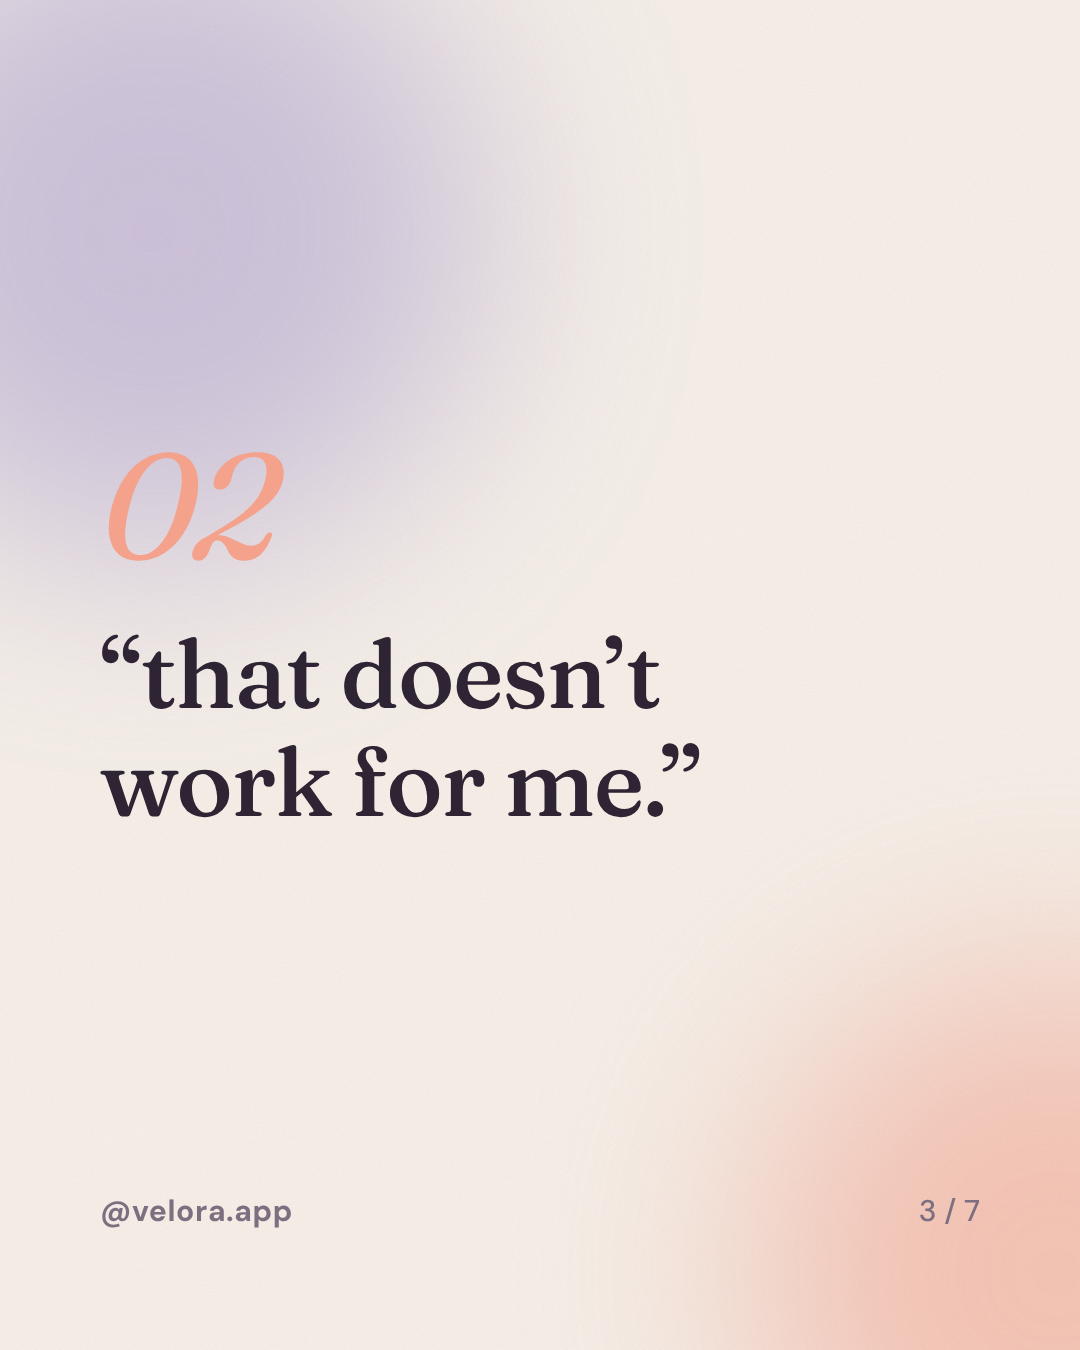 02
“that doesn’t
work for me.”
@velora.app
3 / 7